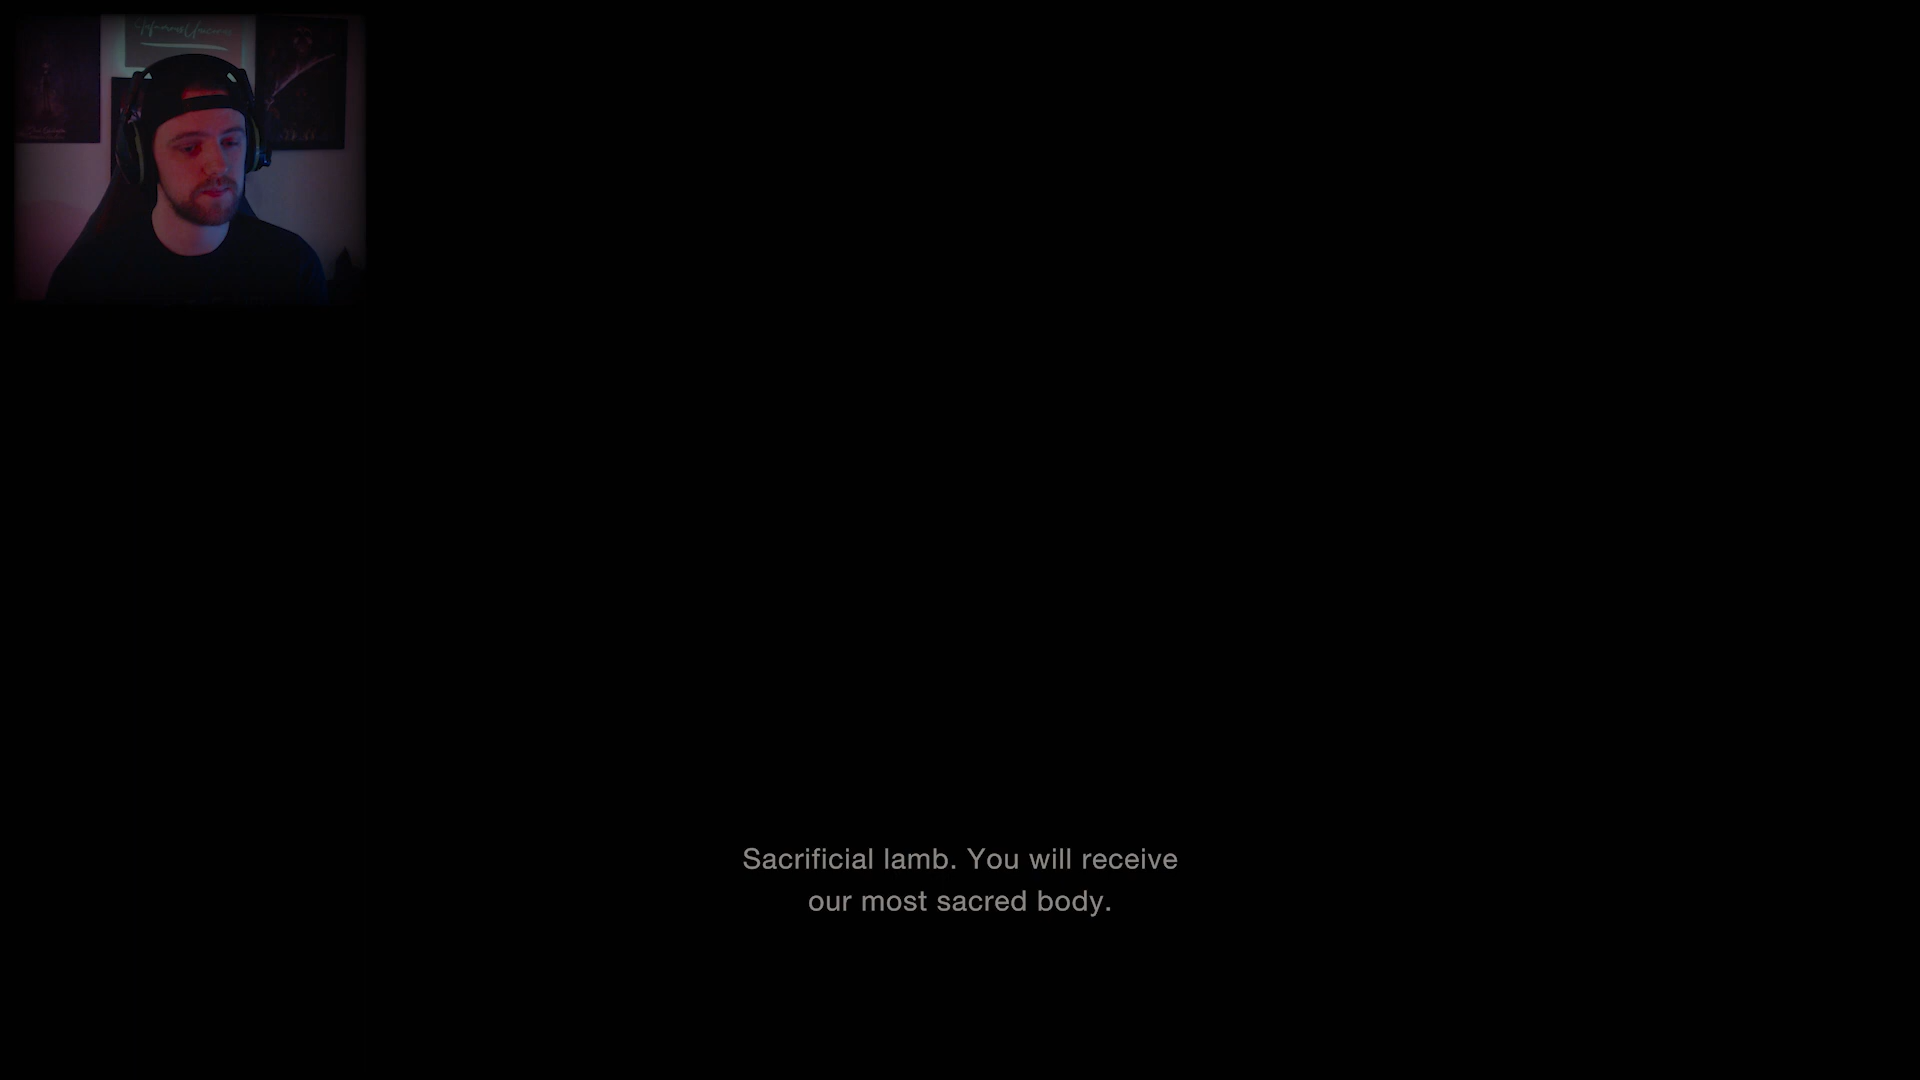 Sacrificial lamb. You will receive
our most sacred body.